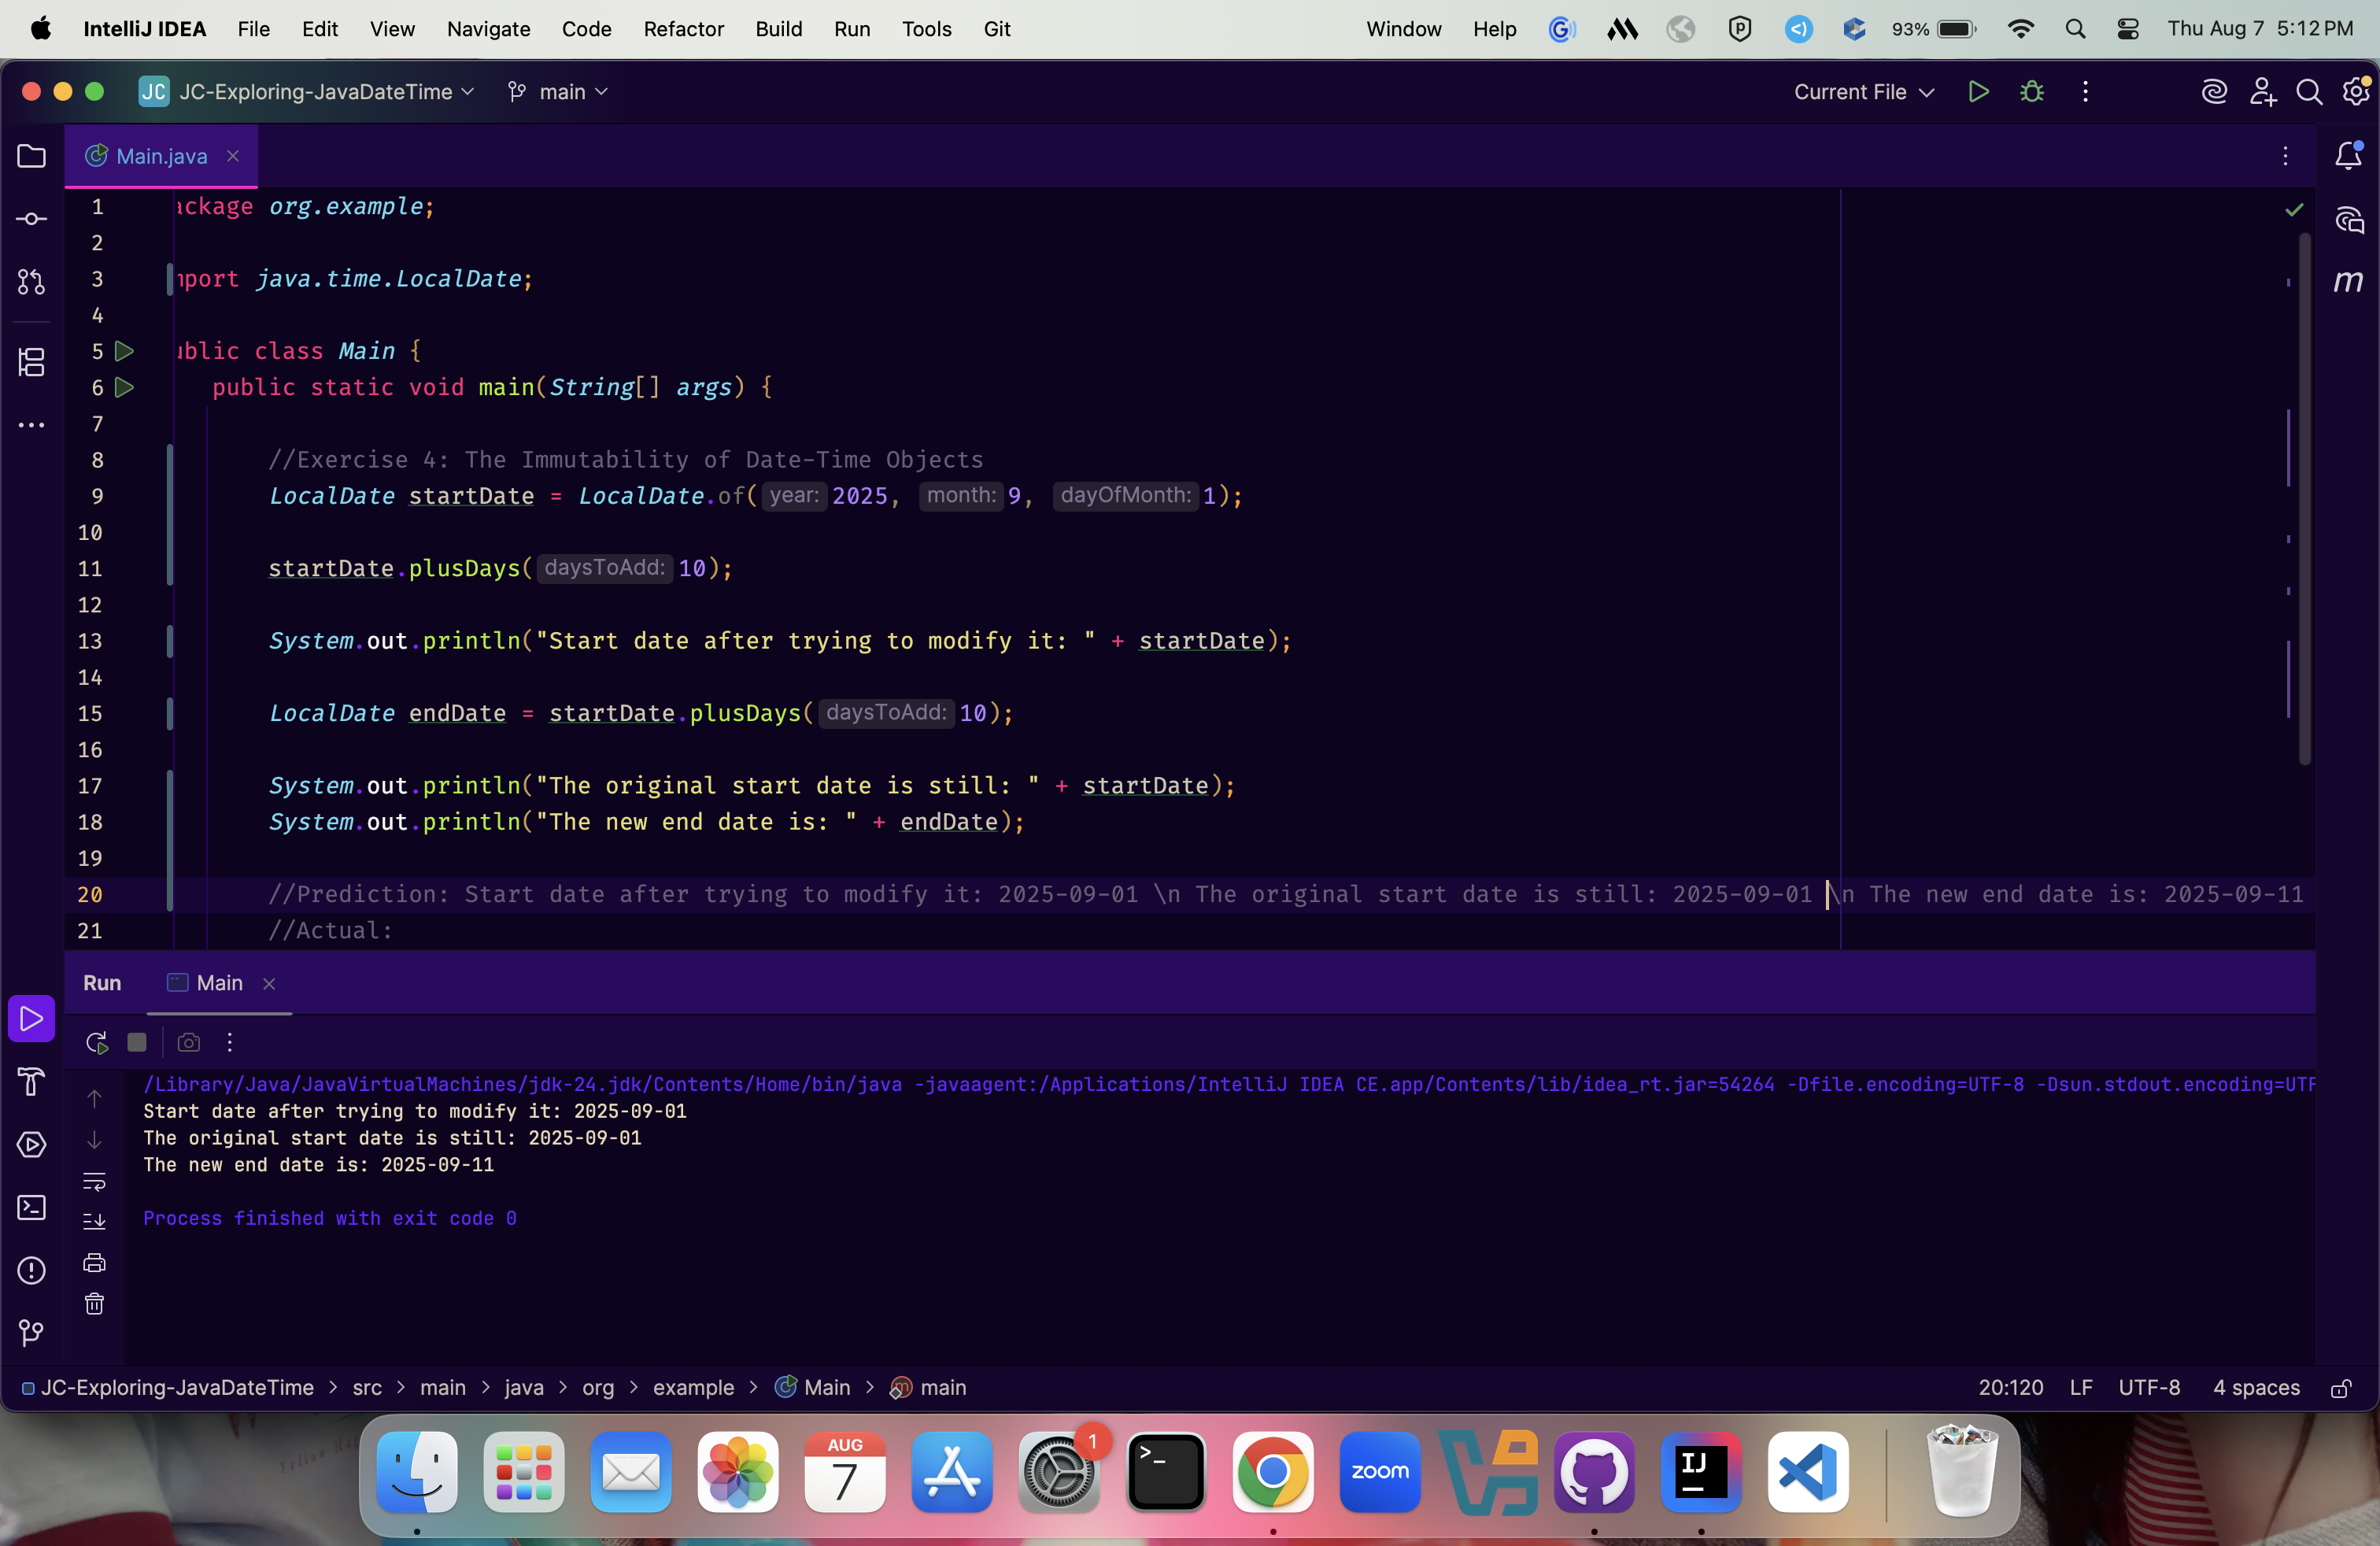 IntelliJ IDEA File Edit View Navigate Code Refactor Build Run Tools Git Window Help 93% Thu Aug 7 5:12 PM
JC JC-Exploring-JavaDateTime main Current File
Main.java
1 ackage org.example;
2
3 mport java.time.LocalDate;
4
5 ublic class Main {
6 public static void main(String[] args) {
7
8 //Exercise 4: The Immutability of Date-Time Objects
9 LocalDate startDate = LocalDate.of( year: 2025, month: 9, dayOfMonth: 1);
10
11 startDate.plusDays( daysToAdd: 10);
12
13 System.out.println("Start date after trying to modify it: " + startDate);
14
15 LocalDate endDate = startDate.plusDays( daysToAdd: 10);
16
17 System.out.println("The original start date is still: " + startDate);
18 System.out.println("The new end date is: " + endDate);
19
20 //Prediction: Start date after trying to modify it: 2025-09-01 \n The original start date is still: 2025-09-01 \n The new end date is: 2025-09-11
21 //Actual:
Run Main
/Library/Java/JavaVirtualMachines/jdk-24.jdk/Contents/Home/bin/java -javaagent:/Applications/IntelliJ IDEA CE.app/Contents/lib/idea_rt.jar=54264 -Dfile.encoding=UTF-8 -Dsun.stdout.encoding=UTF
Start date after trying to modify it: 2025-09-01
The original start date is still: 2025-09-01
The new end date is: 2025-09-11
Process finished with exit code 0
JC-Exploring-JavaDateTime > src > main > java > org > example > Main > main 20:120 LF UTF-8 4 spaces
AUG
7
1
zoom
IJ